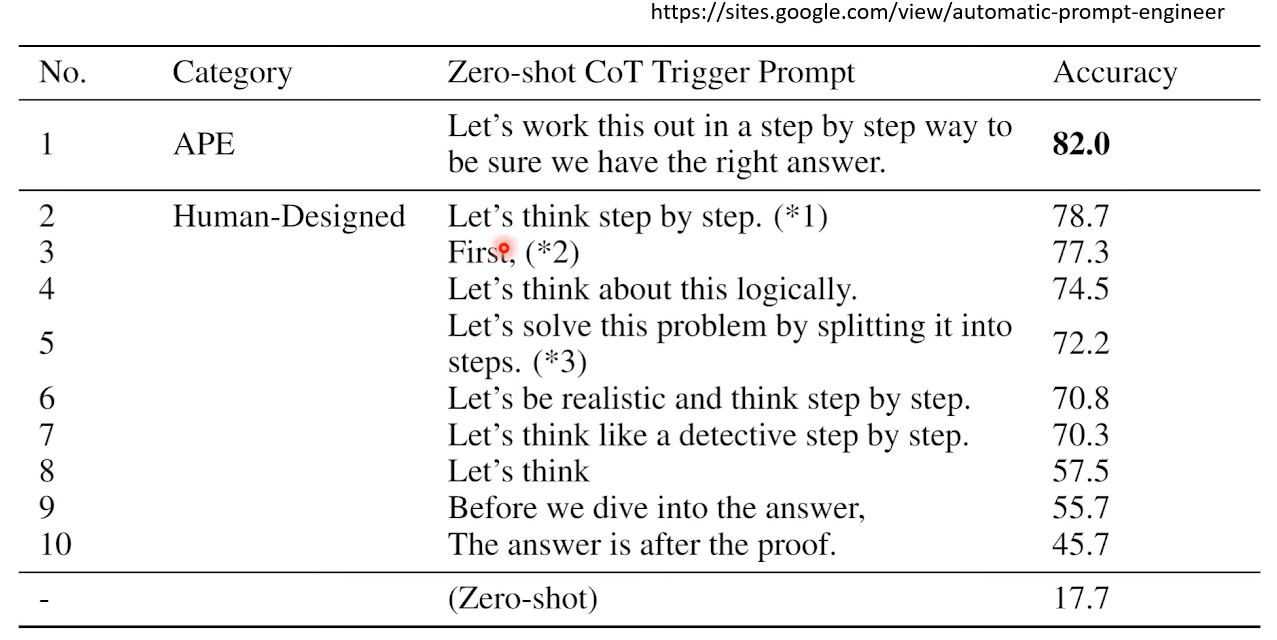 https://sites.google.com/view/automatic-prompt-engineer
No. Category Zero-shot CoT Trigger Prompt Accuracy
1 APE Let’s work this out in a step by step way to be sure we have the right answer. 82.0
2 Human-Designed Let’s think step by step. (*1) 78.7
3 First, (*2) 77.3
4 Let’s think about this logically. 74.5
5 Let’s solve this problem by splitting it into steps. (*3) 72.2
6 Let’s be realistic and think step by step. 70.8
7 Let’s think like a detective step by step. 70.3
8 Let’s think 57.5
9 Before we dive into the answer, 55.7
10 The answer is after the proof. 45.7
- (Zero-shot) 17.7